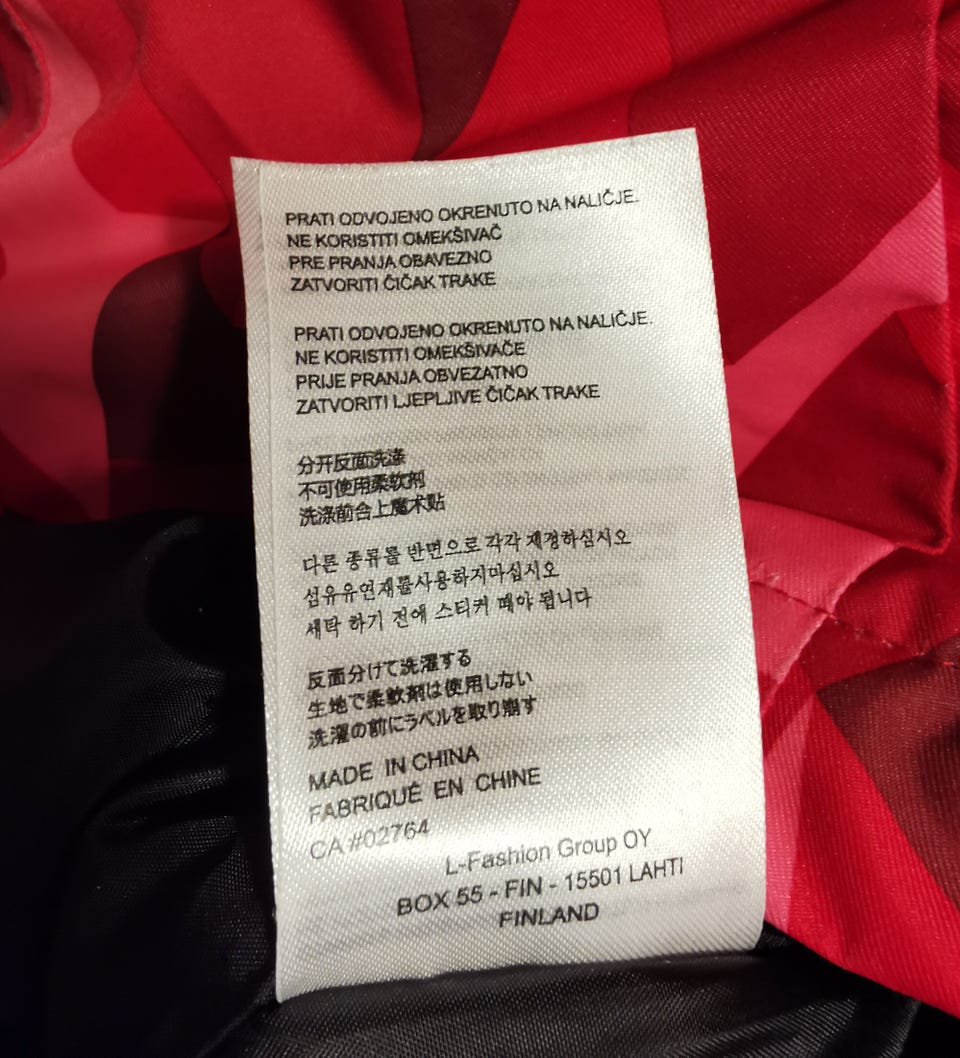 PRATI ODVOJENO OKRENUTO NA NALIČJE.
NE KORISTITI OMEKŠIVAČ
PRE PRANJA OBAVEZNO
ZATVORITI ČIČAK TRAKE
PRATI ODVOJENO OKRENUTO NA NALIČJE.
NE KORISTITI OMEKŠIVAČE
PRIJE PRANJA OBVEZATNO
ZATVORITI LJEPLJIVE ČIČAK TRAKE
分开反面洗涤
不可使用柔软剂
洗涤前合上魔术贴
다른 종류를 반면으로 각각 재정하십시오
섬유유연재를사용하지마십시오
세탁 하기 전에 스티커 떼야 됩니다
反面分けて洗濯する
生地で柔軟剤は使用しない
洗濯の前にラベルを取り崩す
MADE IN CHINA
FABRIQUÉ EN CHINE
CA #02764
L-Fashion Group OY
BOX 55 - FIN - 15501 LAHTI
FINLAND